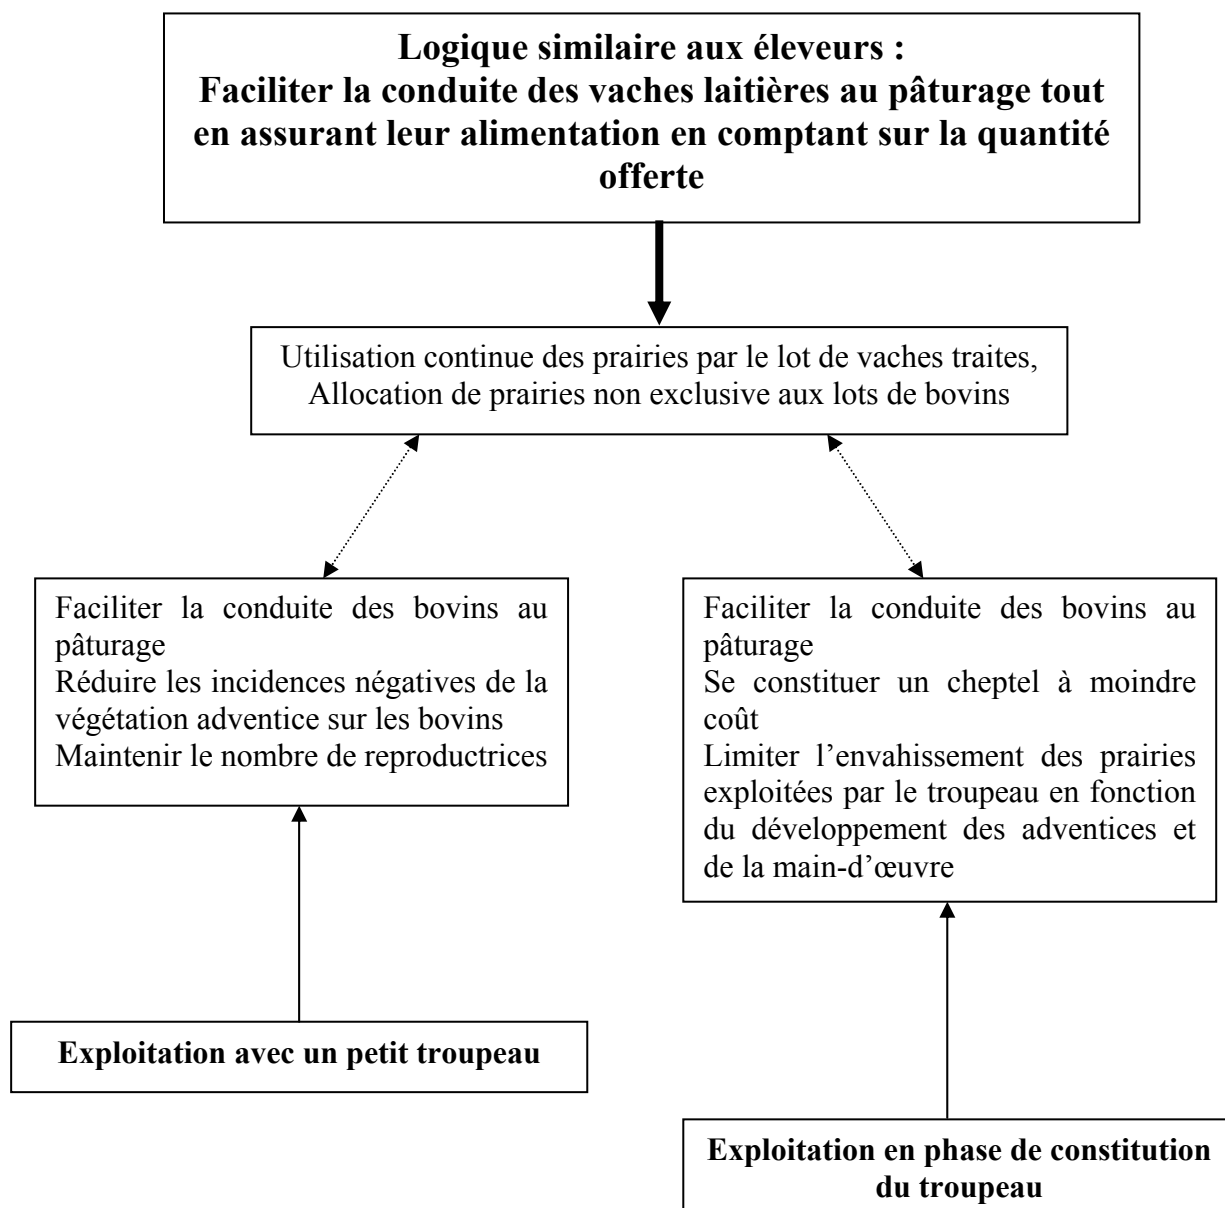 Logique similaire aux éleveurs :
Faciliter la conduite des vaches laitières au pâturage tout
en assurant leur alimentation en comptant sur la quantité
offerte
Utilisation continue des prairies par le lot de vaches traites,
Allocation de prairies non exclusive aux lots de bovins
Faciliter la conduite des bovins au
pâturage
Réduire les incidences négatives de la
végétation adventice sur les bovins
Maintenir le nombre de reproductrices
Faciliter la conduite des bovins au
pâturage
Se constituer un cheptel à moindre
coût
Limiter l’envahissement des prairies
exploitées par le troupeau en fonction
du développement des adventices et
de la main-d’œuvre
Exploitation avec un petit troupeau
Exploitation en phase de constitution
du troupeau